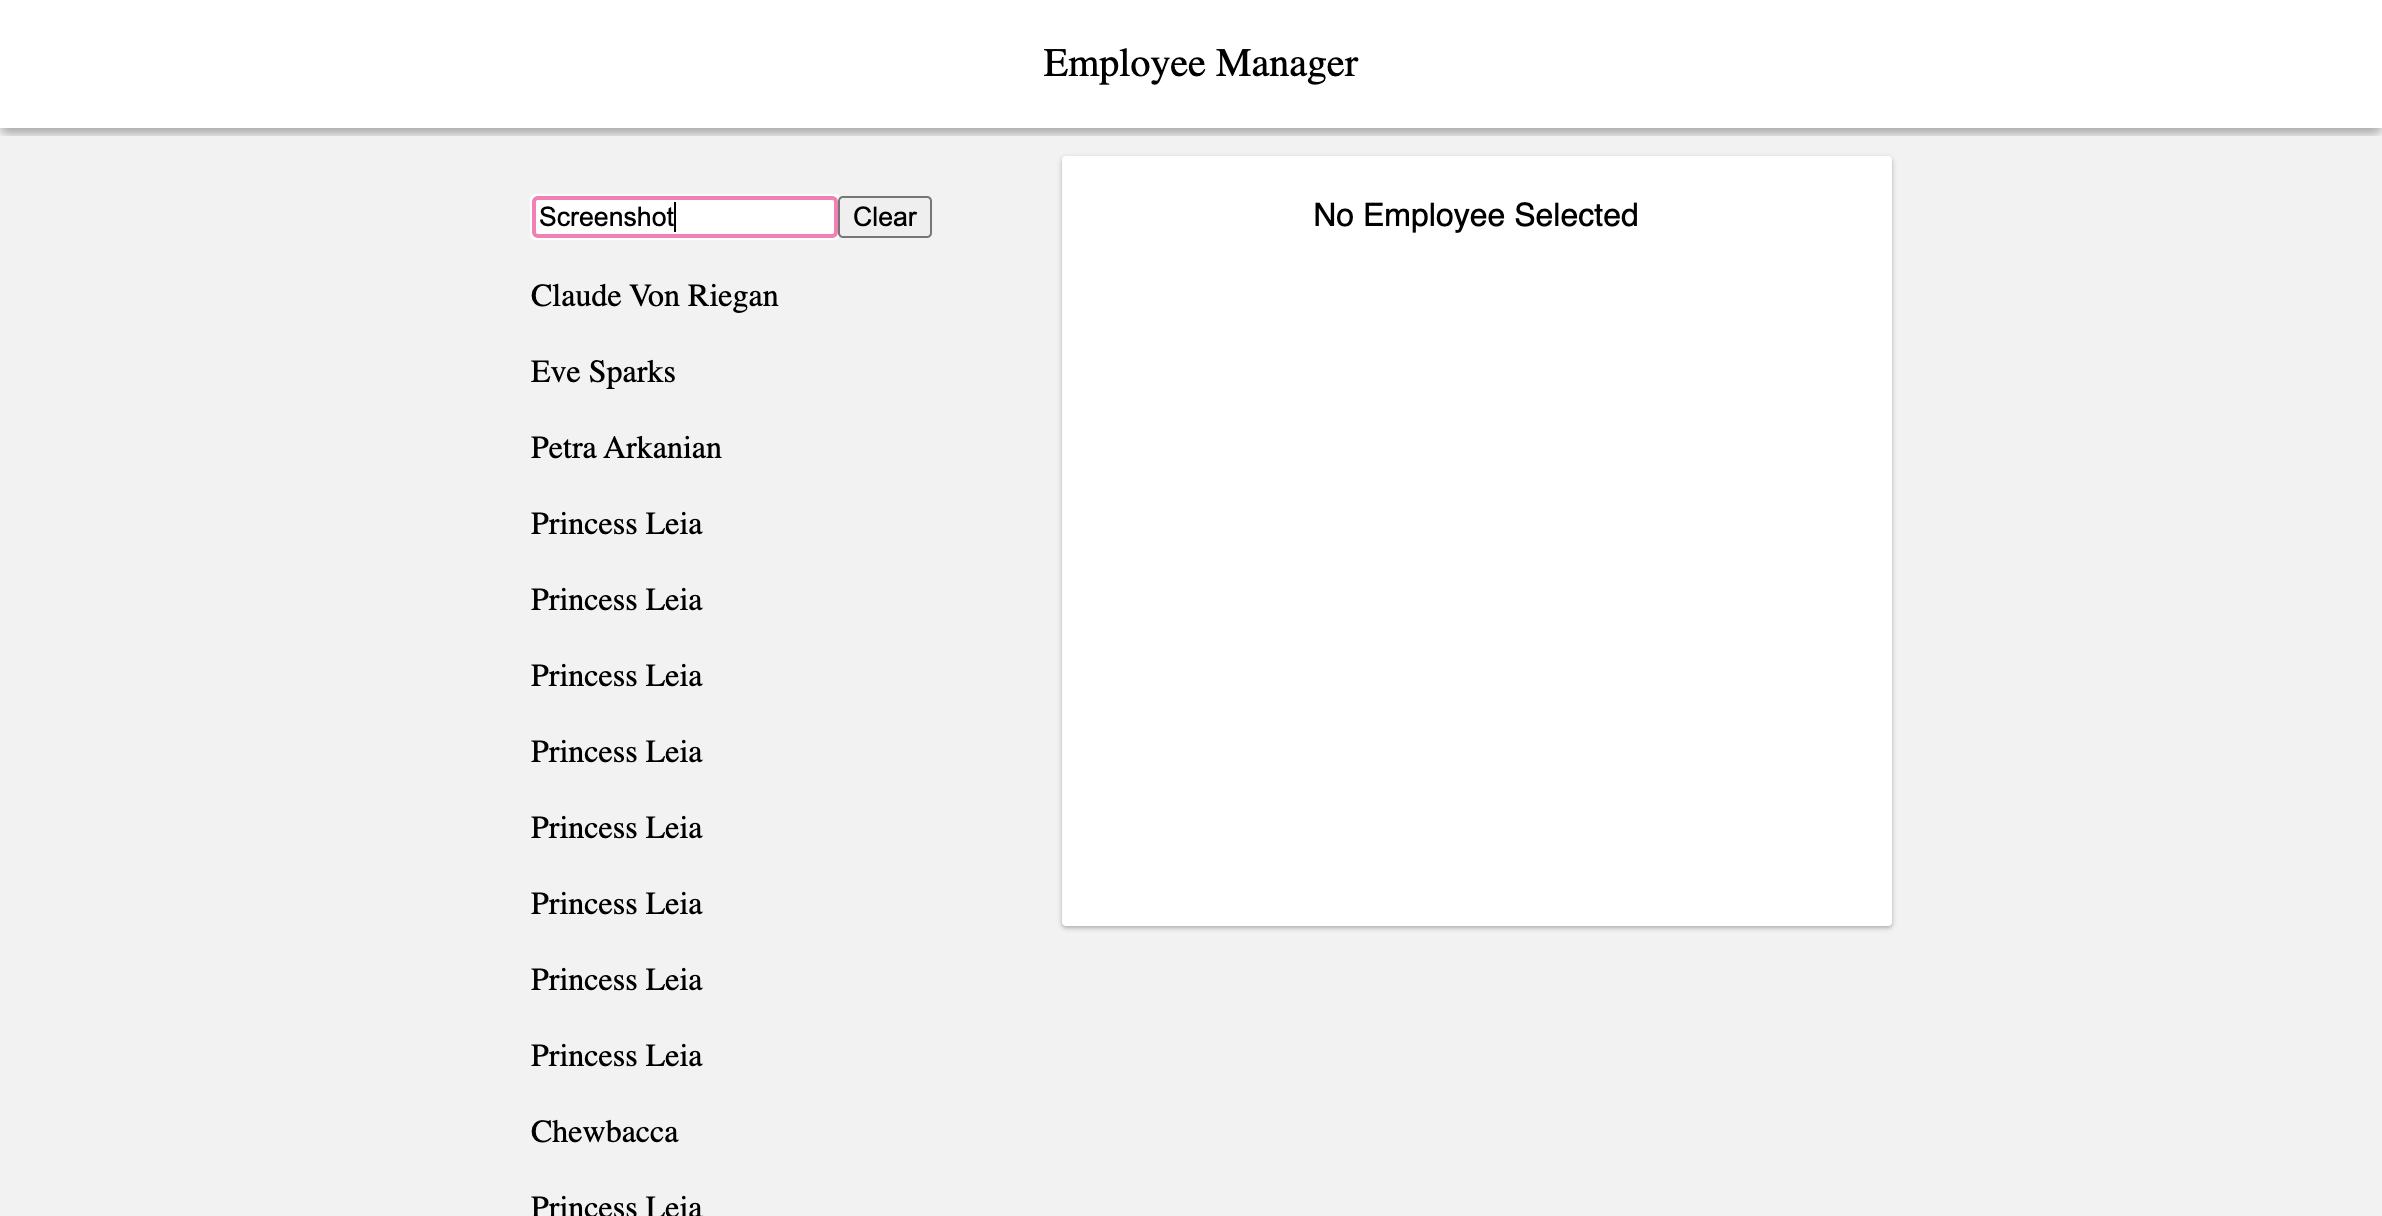 Employee Manager
Screenshot
Clear
No Employee Selected
Claude Von Riegan
Eve Sparks
Petra Arkanian
Princess Leia
Princess Leia
Princess Leia
Princess Leia
Princess Leia
Princess Leia
Princess Leia
Princess Leia
Chewbacca
Princess Leia